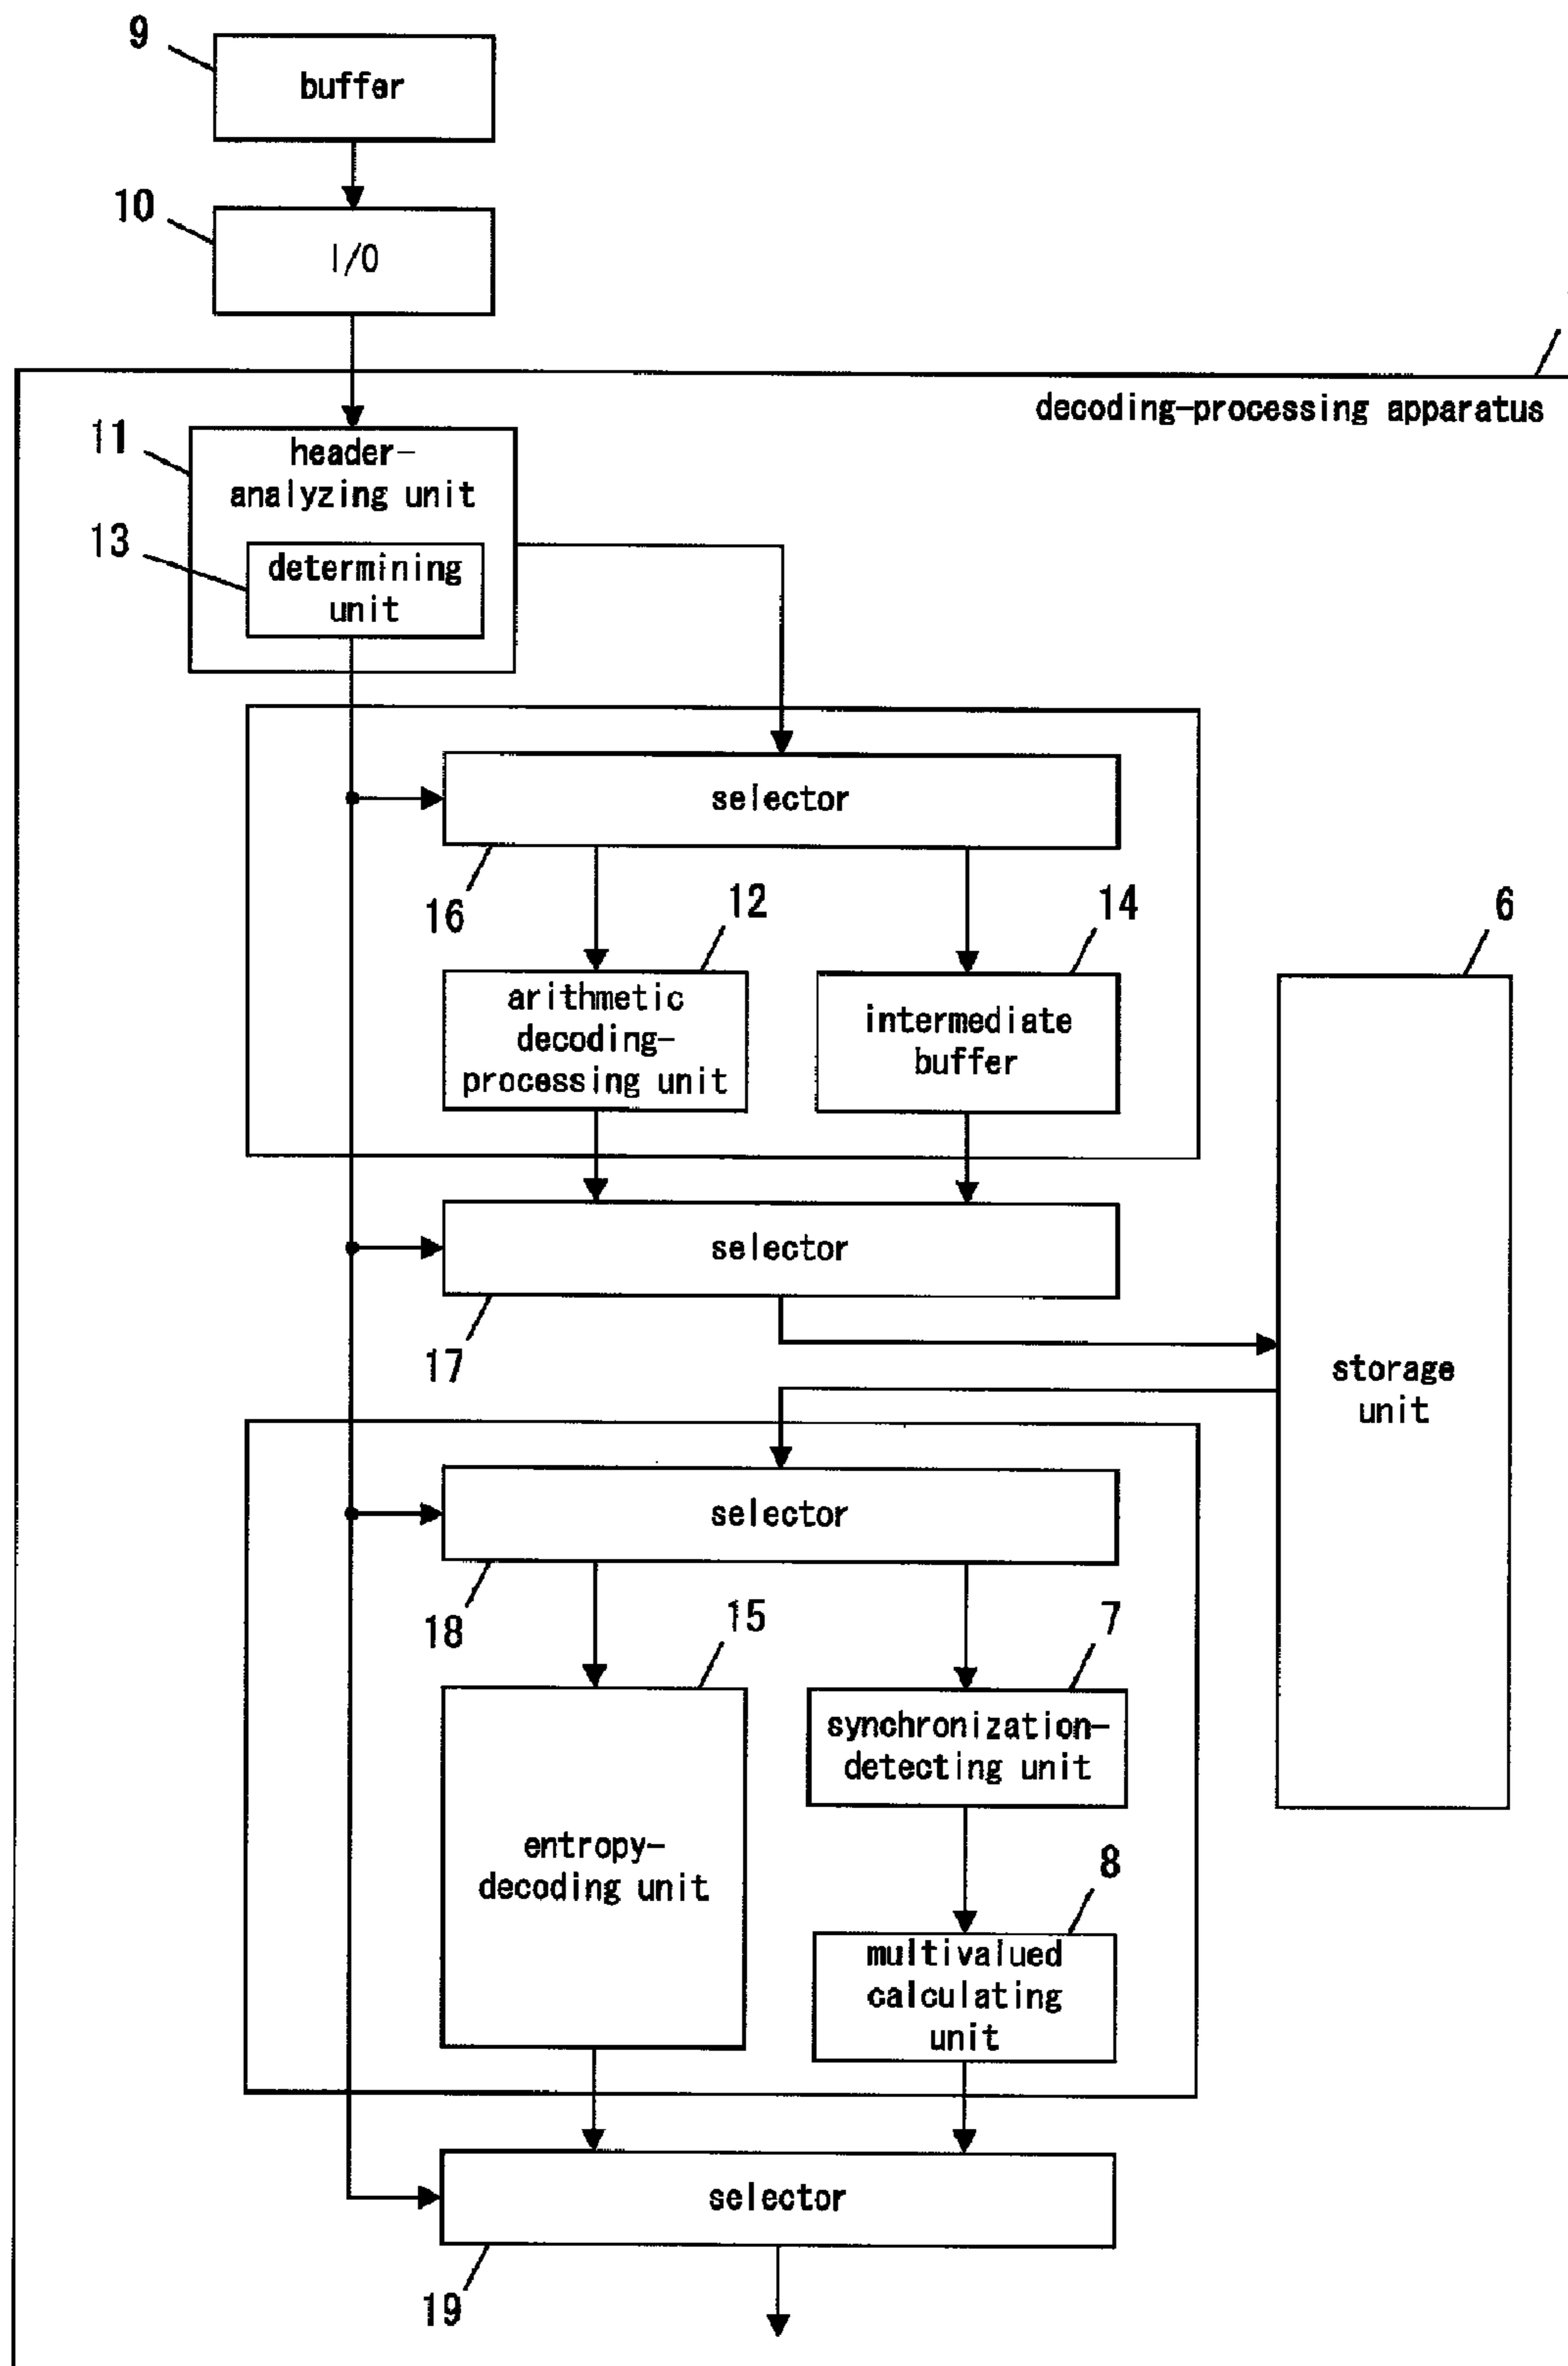 9
buffer
10
I/O
decoding-processing apparatus
11
header-
analyzing unit
13
determining
unit
selector
16
12
14
6
arithmetic
decoding-
processing unit
intermediate
buffer
selector
17
storage
unit
selector
18
15
7
synchronization-
detecting unit
entropy-
decoding unit
8
multivalued
calculating
unit
selector
19